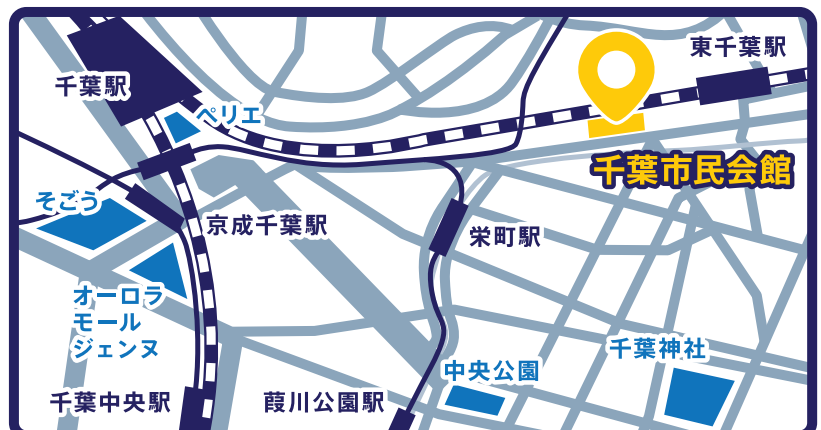 東千葉駅
千葉駅
ペリエ
千葉市民会館
そごう
京成千葉駅
栄町駅
オーロラ
モール
ジェンヌ
千葉神社
中央公園
千葉中央駅
葭川公園駅